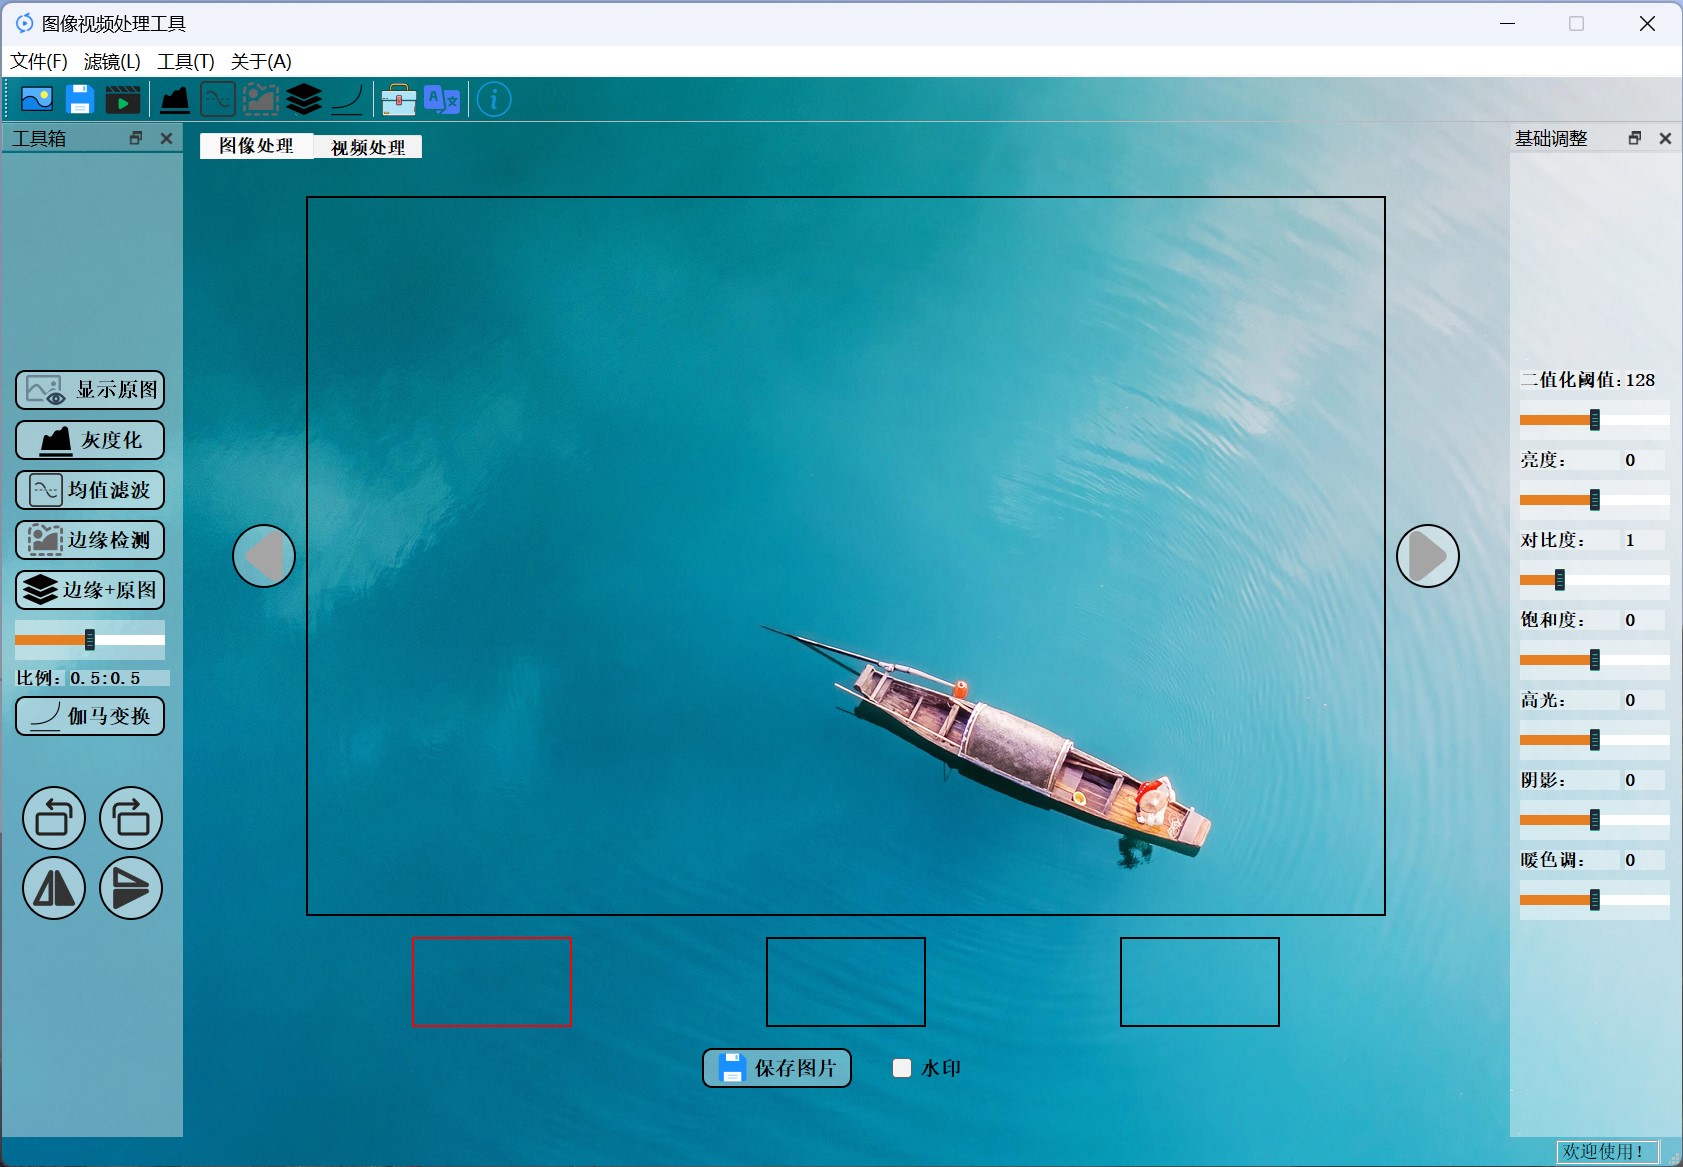 图像视频处理工具
文件(F) 滤镜(L) 工具(T) 关于(A)
工具箱
图像处理 视频处理
基础调整
显示原图
灰度化
均值滤波
边缘检测
边缘+原图
比例: 0.5:0.5
伽马变换
二值化阈值: 128
亮度: 0
对比度: 1
饱和度: 0
高光: 0
阴影: 0
暖色调: 0
保存图片 水印
欢迎使用!